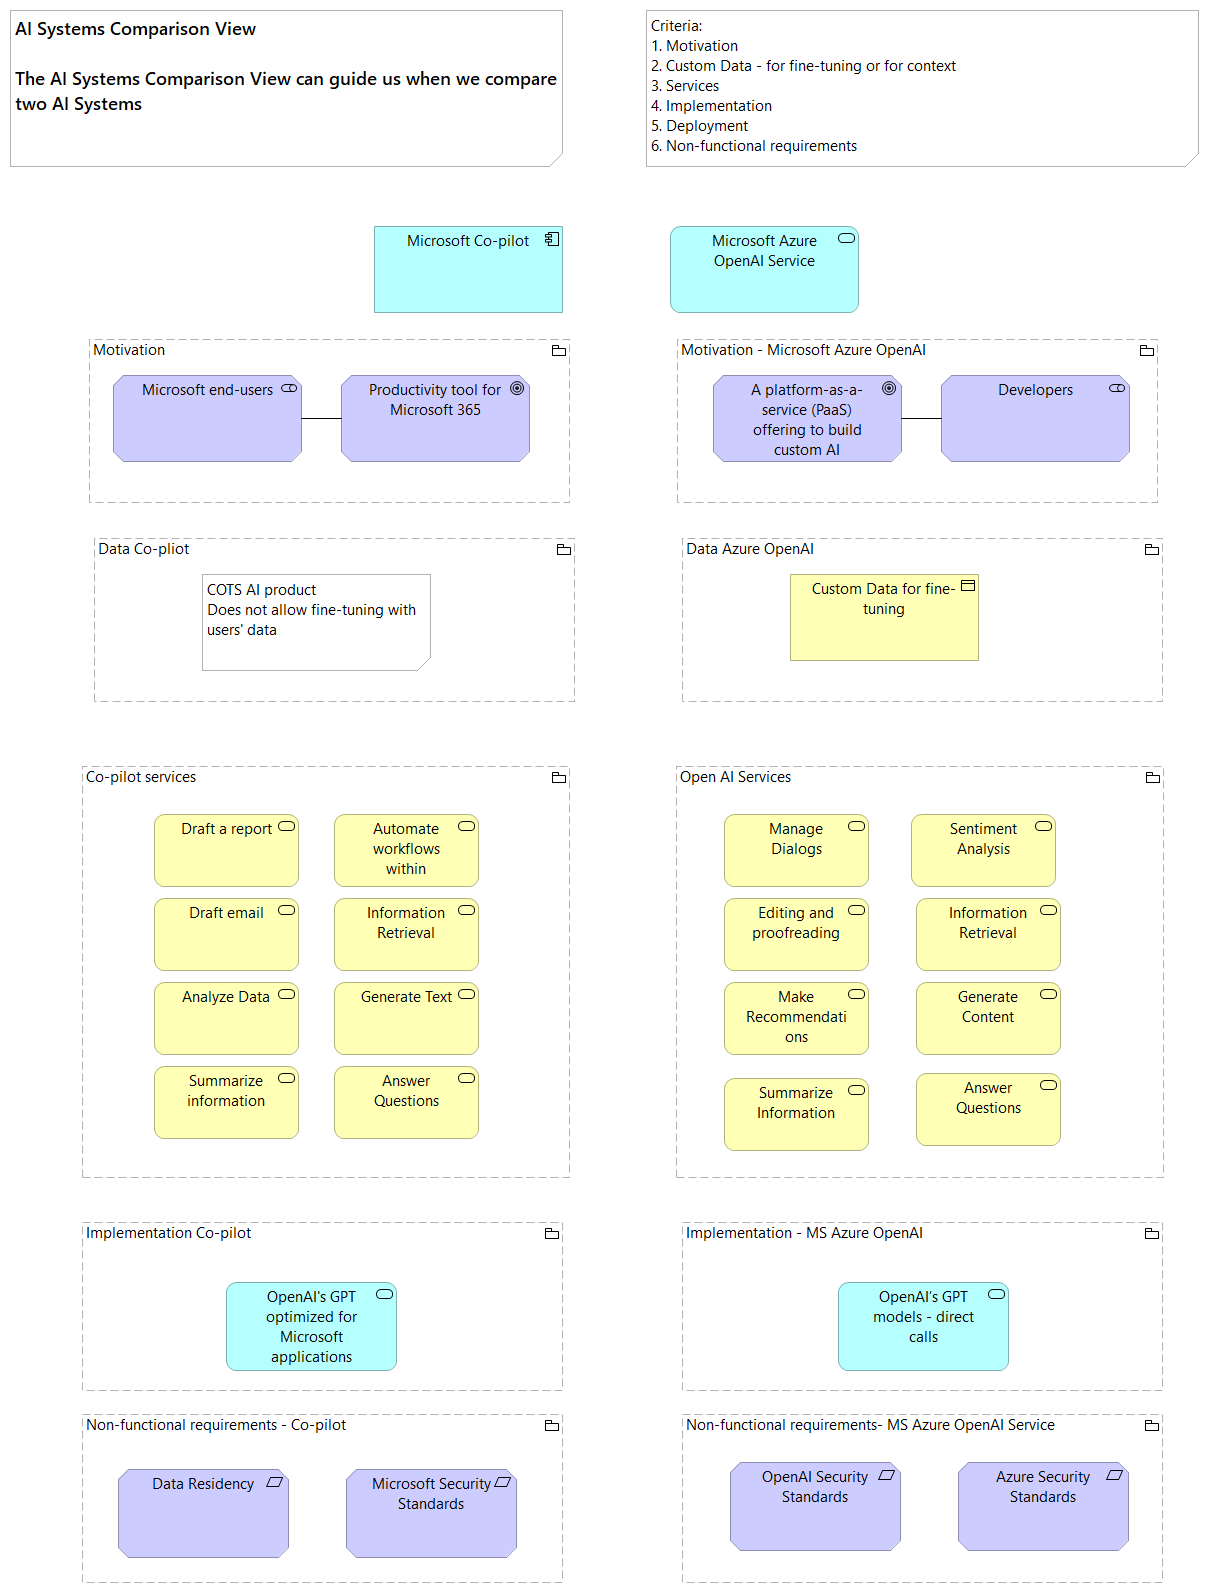 AI Systems Comparison View
The AI Systems Comparison View can guide us when we compare
two AI Systems
Criteria:
1. Motivation
2. Custom Data - for fine-tuning or for context
3. Services
4. Implementation
5. Deployment
6. Non-functional requirements
Microsoft Co-pilot
Microsoft Azure
OpenAI Service
Motivation
Microsoft end-users
Productivity tool for
Microsoft 365
Motivation - Microsoft Azure OpenAI
A platform-as-a-
service (PaaS)
offering to build
custom AI
Developers
Data Co-pliot
COTS AI product
Does not allow fine-tuning with
users' data
Data Azure OpenAI
Custom Data for fine-
tuning
Co-pilot services
Draft a report
Automate
workflows
within
Draft email
Information
Retrieval
Analyze Data
Generate Text
Summarize
information
Answer
Questions
Open AI Services
Manage
Dialogs
Sentiment
Analysis
Editing and
proofreading
Information
Retrieval
Make
Recommendati
ons
Generate
Content
Summarize
Information
Answer
Questions
Implementation Co-pilot
OpenAI's GPT
optimized for
Microsoft
applications
Implementation - MS Azure OpenAI
OpenAI's GPT
models - direct
calls
Non-functional requirements - Co-pilot
Data Residency
Microsoft Security
Standards
Non-functional requirements- MS Azure OpenAI Service
OpenAI Security
Standards
Azure Security
Standards